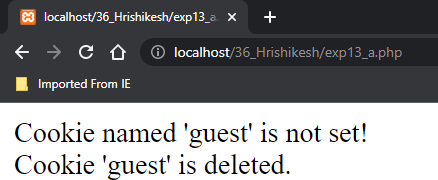 localhost/36_Hrishikesh/exp13_a.
localhost/36_Hrishikesh/exp13_a.php
Imported From IE
Cookie named 'guest' is not set!
Cookie 'guest' is deleted.